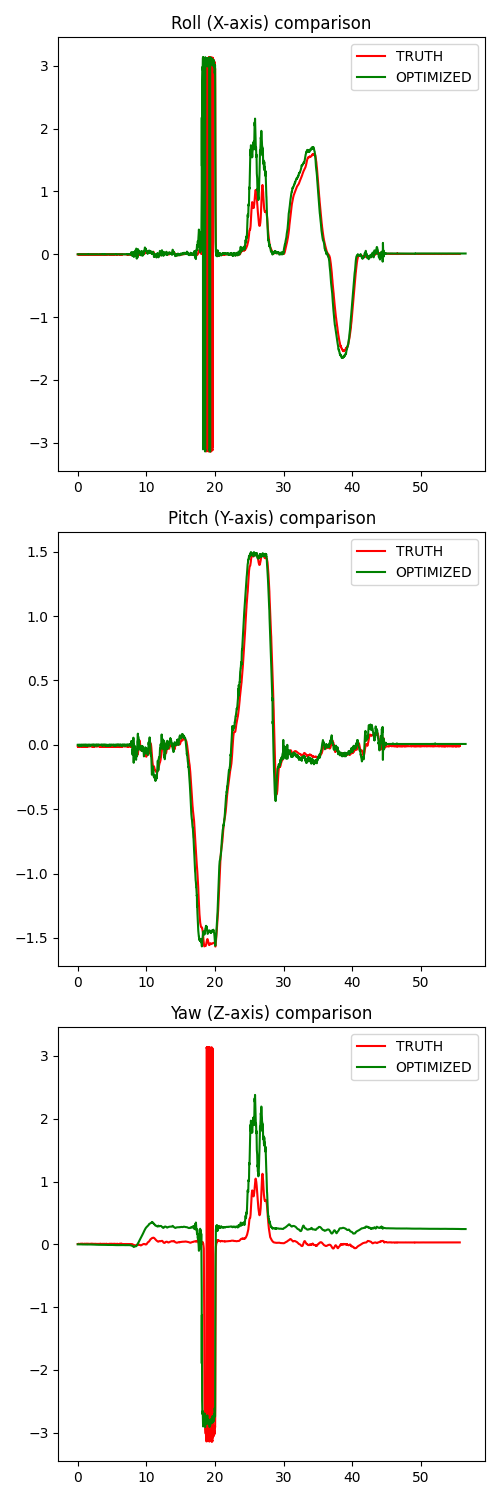 Roll (X-axis) comparison
TRUTH
OPTIMIZED
3
2
1
0
−1
−2
−3
0 10 20 30 40 50
Pitch (Y-axis) comparison
TRUTH
OPTIMIZED
1.5
1.0
0.5
0.0
−0.5
−1.0
−1.5
0 10 20 30 40 50
Yaw (Z-axis) comparison
TRUTH
OPTIMIZED
3
2
1
0
−1
−2
−3
0 10 20 30 40 50